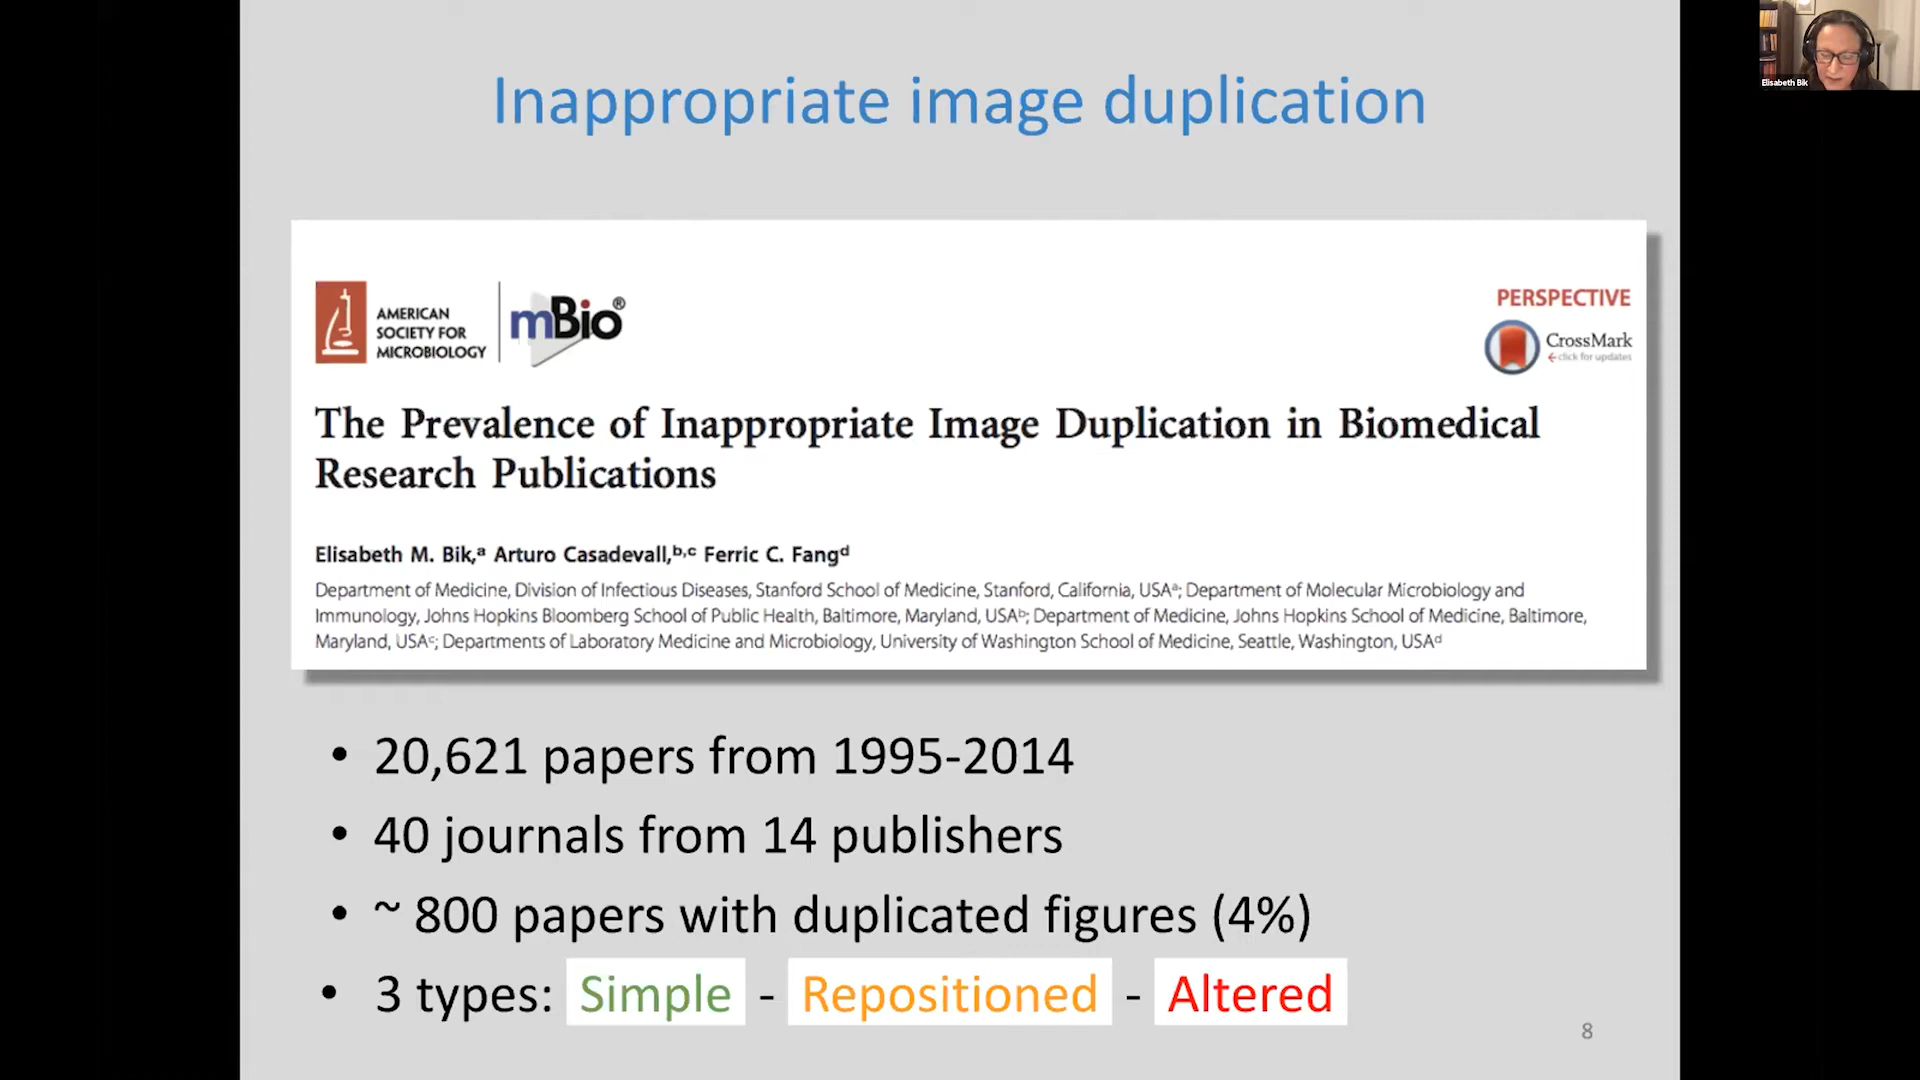 Inappropriate image duplication
Elisabeth Bik
AMERICAN
SOCIETY FOR
MICROBIOLOGY
mBio®
PERSPECTIVE
CrossMark
click for updates
The Prevalence of Inappropriate Image Duplication in Biomedical
Research Publications
Elisabeth M. Bik,ᵃ Arturo Casadevall,ᵇ,ᶜ Ferric C. Fangᵈ
Department of Medicine, Division of Infectious Diseases, Stanford School of Medicine, Stanford, California, USAᵃ; Department of Molecular Microbiology and
Immunology, Johns Hopkins Bloomberg School of Public Health, Baltimore, Maryland, USAᵇ; Department of Medicine, Johns Hopkins School of Medicine, Baltimore,
Maryland, USAᶜ; Departments of Laboratory Medicine and Microbiology, University of Washington School of Medicine, Seattle, Washington, USAᵈ
• 20,621 papers from 1995-2014
• 40 journals from 14 publishers
• ~ 800 papers with duplicated figures (4%)
• 3 types: Simple - Repositioned - Altered
8